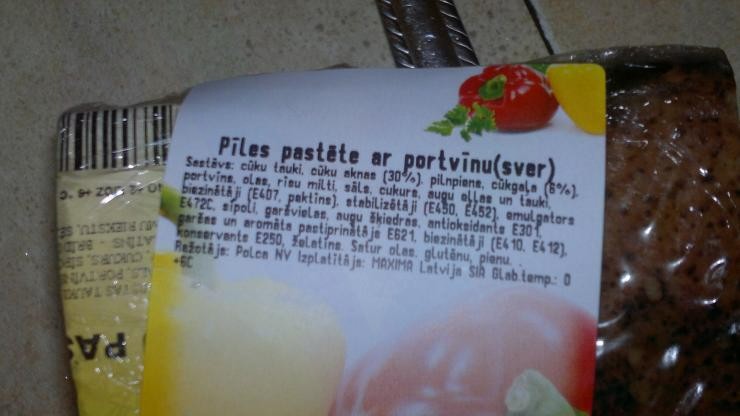 Pīles pastēte ar portvīnu(sver)
Sastāvs: cūku tauki, cūku aknas (30%), pilnpiens, cūkgaļa (6%),
portvīns, olas, rīsu milti, sāls, cukurs, augu eļļas un tauki,
biezinātāji (E407, pektīns), stabilizētāji (E450, E452), emulgators
E472C, sīpoli, garšvielas, augu šķiedras, antioksidants E301,
garšas un aromāta pastiprinātājs E621, biezinātāji (E410, E412),
konservants E250, želatīns. Satur olas, glutēnu, pienu.
Ražotājs: Polca NV Izplatītājs: MAXIMA Latvija SIA Glab.temp.: 0
+6C